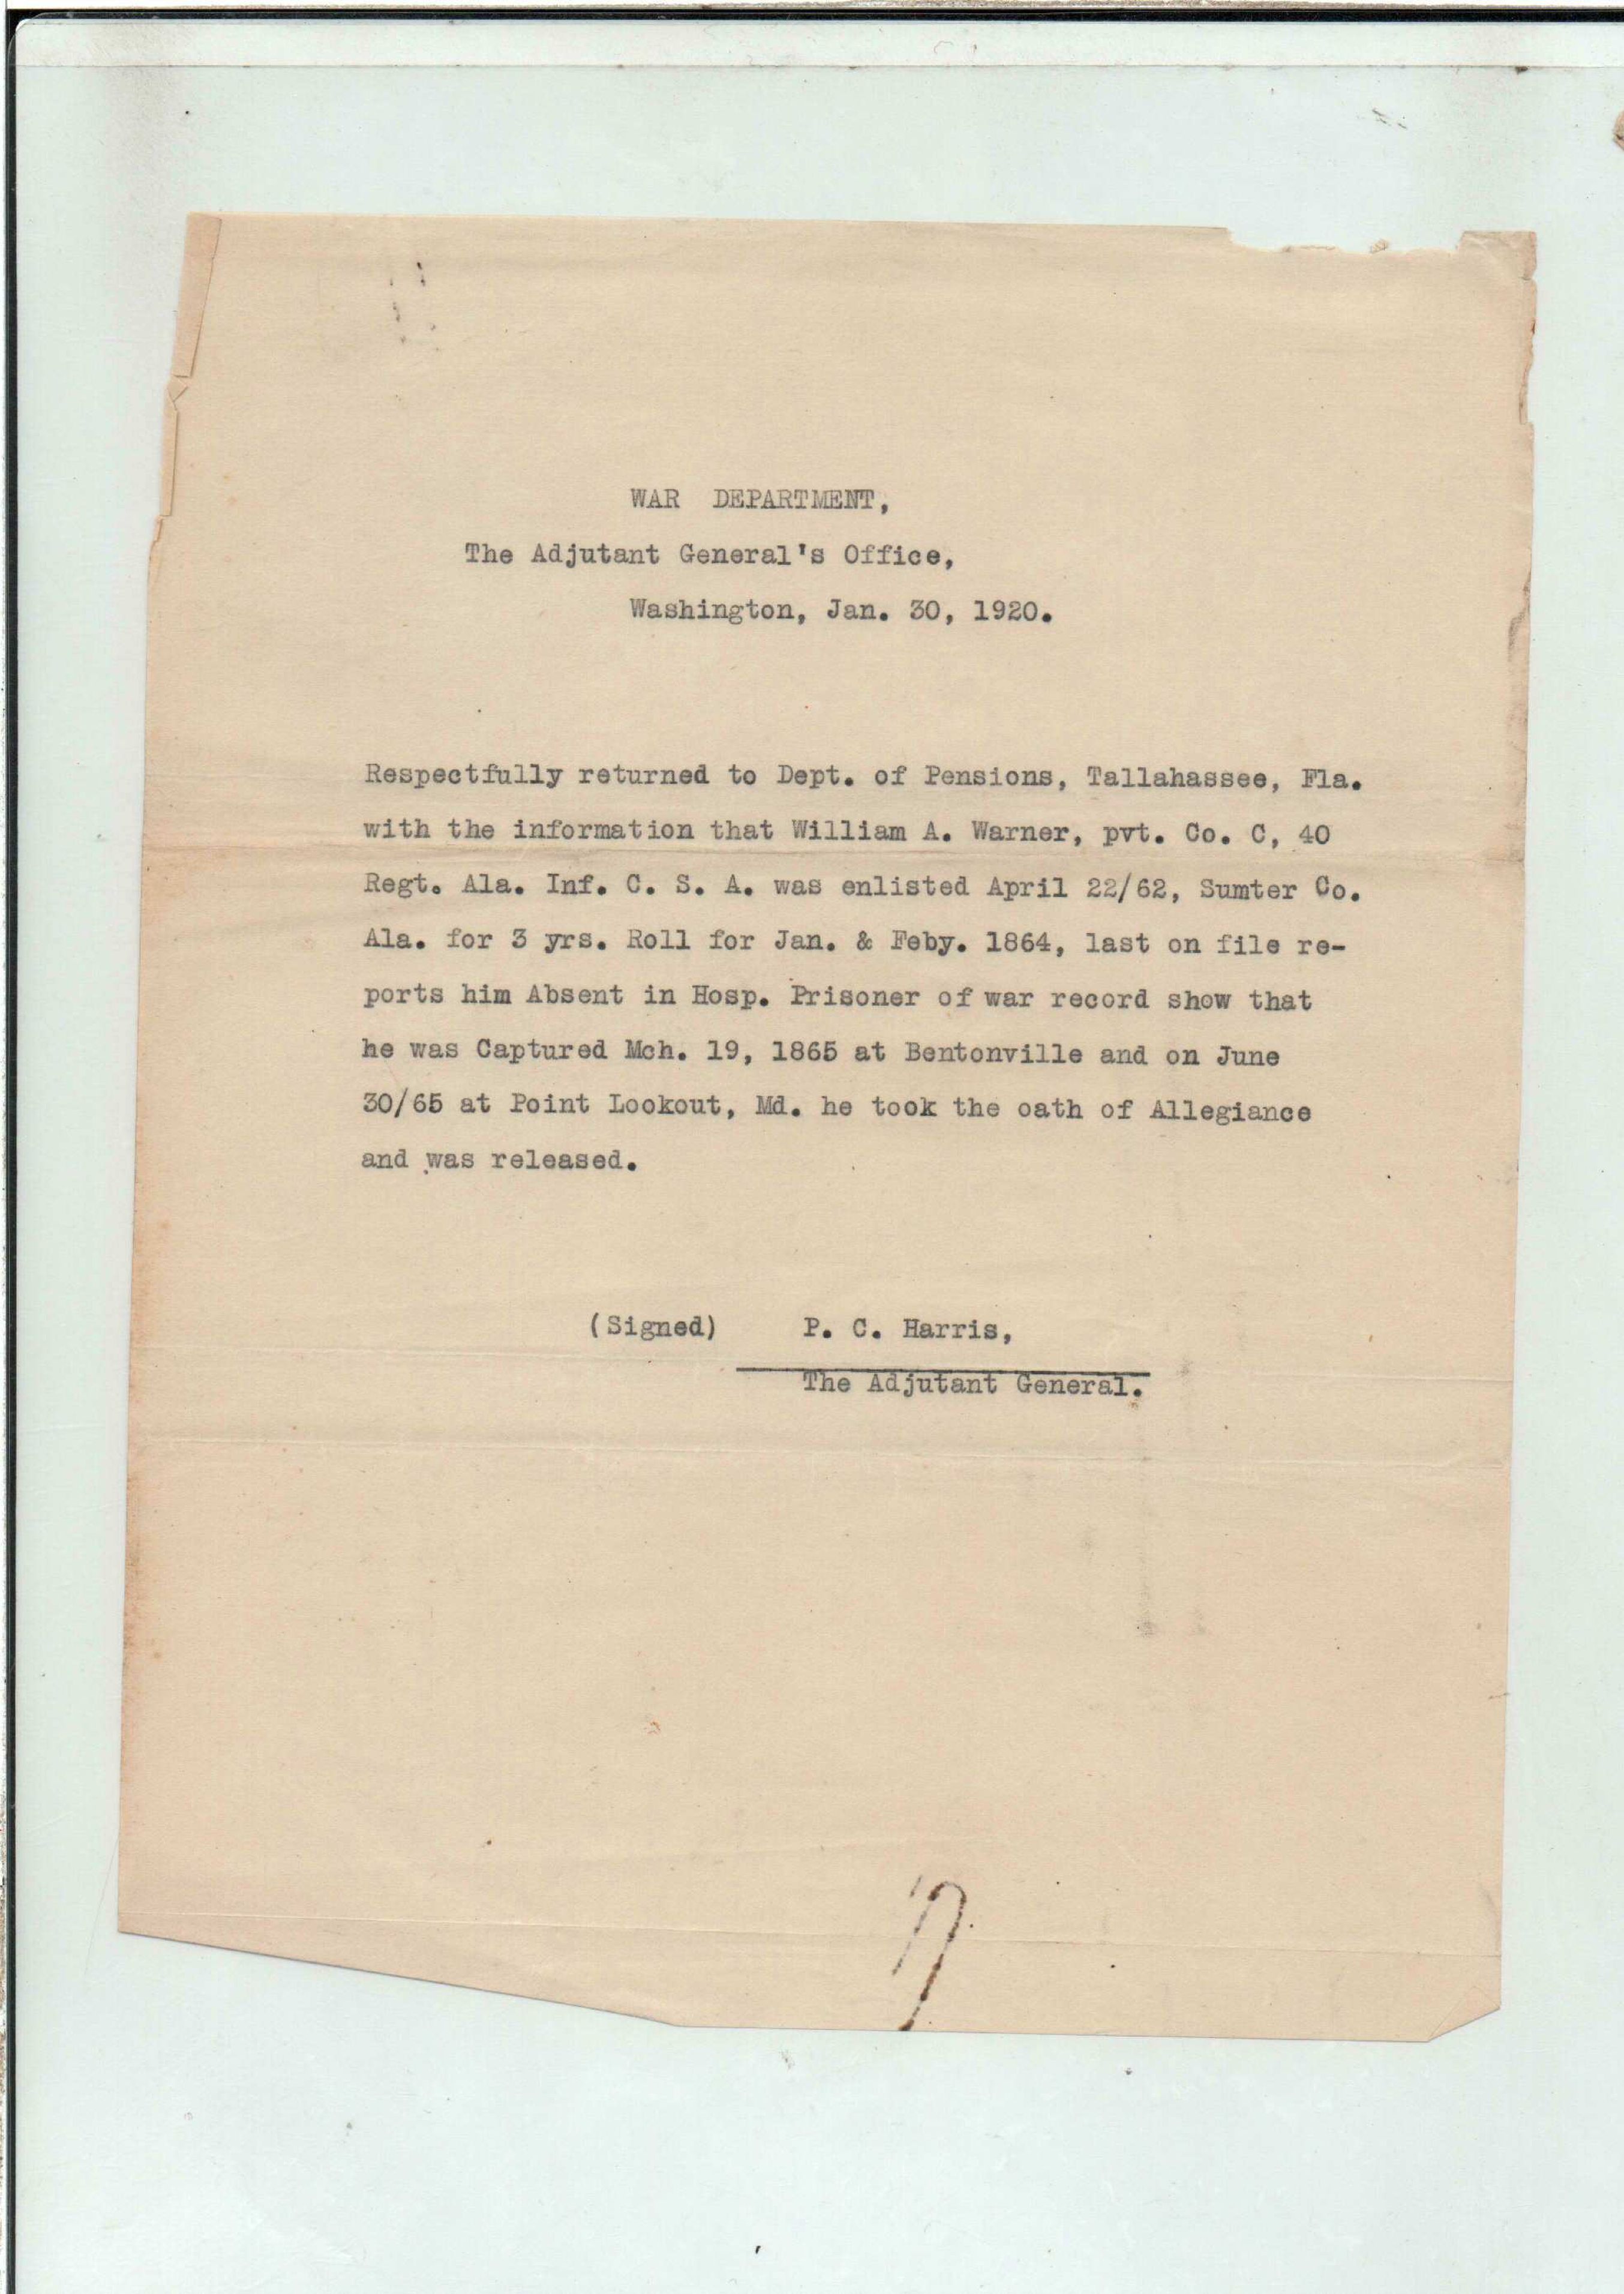 WAR DEPARTMENT,
The Adjutant General's Office,
Washington, Jan. 30, 1920.
Respectfully returned to Dept. of Pensions, Tallahassee, Fla.
with the information that William A. Warner, pvt. Co. C, 40
Regt. Ala. Inf. C. S. A. was enlisted April 22/62, Sumter Co.
Ala. for 3 yrs. Roll for Jan. & Feby. 1864, last on file re-
ports him Absent in Hosp. Prisoner of war record show that
he was Captured Mch. 19, 1865 at Bentonville and on June
30/65 at Point Lookout, Md. he took the oath of Allegiance
and was released.
(Signed) P. C. Harris,
The Adjutant General.